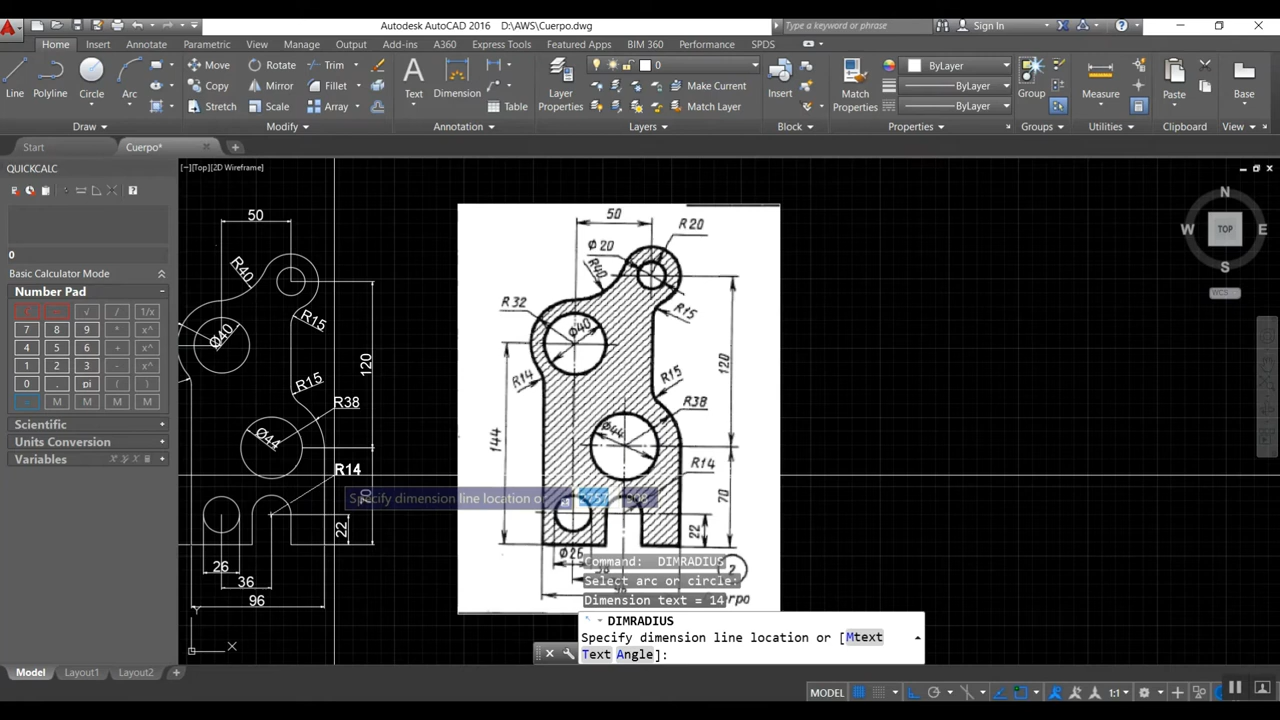 Autodesk AutoCAD 2016 D:\AWS\Cuerpo.dwg
Type a keyword or phrase
Sign In
Home Insert Annotate Parametric View Manage Output Add-ins A360 Express Tools Featured Apps BIM 360 Performance SPDS
Line Polyline Circle Arc
Move Rotate Trim
Copy Mirror Fillet
Stretch Scale Array
Text Dimension Table
Layer Properties
0
Make Current
Match Layer
Insert
Match Properties
ByLayer
ByLayer
ByLayer
Group
Measure
Paste
Base
Draw Modify Annotation Layers Block Properties Groups Utilities Clipboard View
Start Cuerpo*
QUICKCALC
[−][Top][2D Wireframe]
0
Basic Calculator Mode
Number Pad
√ / 1/x
7 8 9 * x^
4 5 6 + x^
1 2 3 - x^
0 . pi ( )
M M M M
Scientific
Units Conversion
Variables
50
R40
R15
Ø40
120
R15
R38
Ø44
R14
70
22
26
36
96
Y
X
50
R 20
Ø 20
R40
R 32
R15
Ø40
120
R14
R15
R38
Ø44
144
R14
70
22
Ø26
2
N
W TOP E
S
WCS
Specify dimension line location or
Command: DIMRADIUS
Select arc or circle:
Dimension text = 14
DIMRADIUS
Specify dimension line location or [Mtext
Text Angle]:
Model Layout1 Layout2
MODEL
1:1